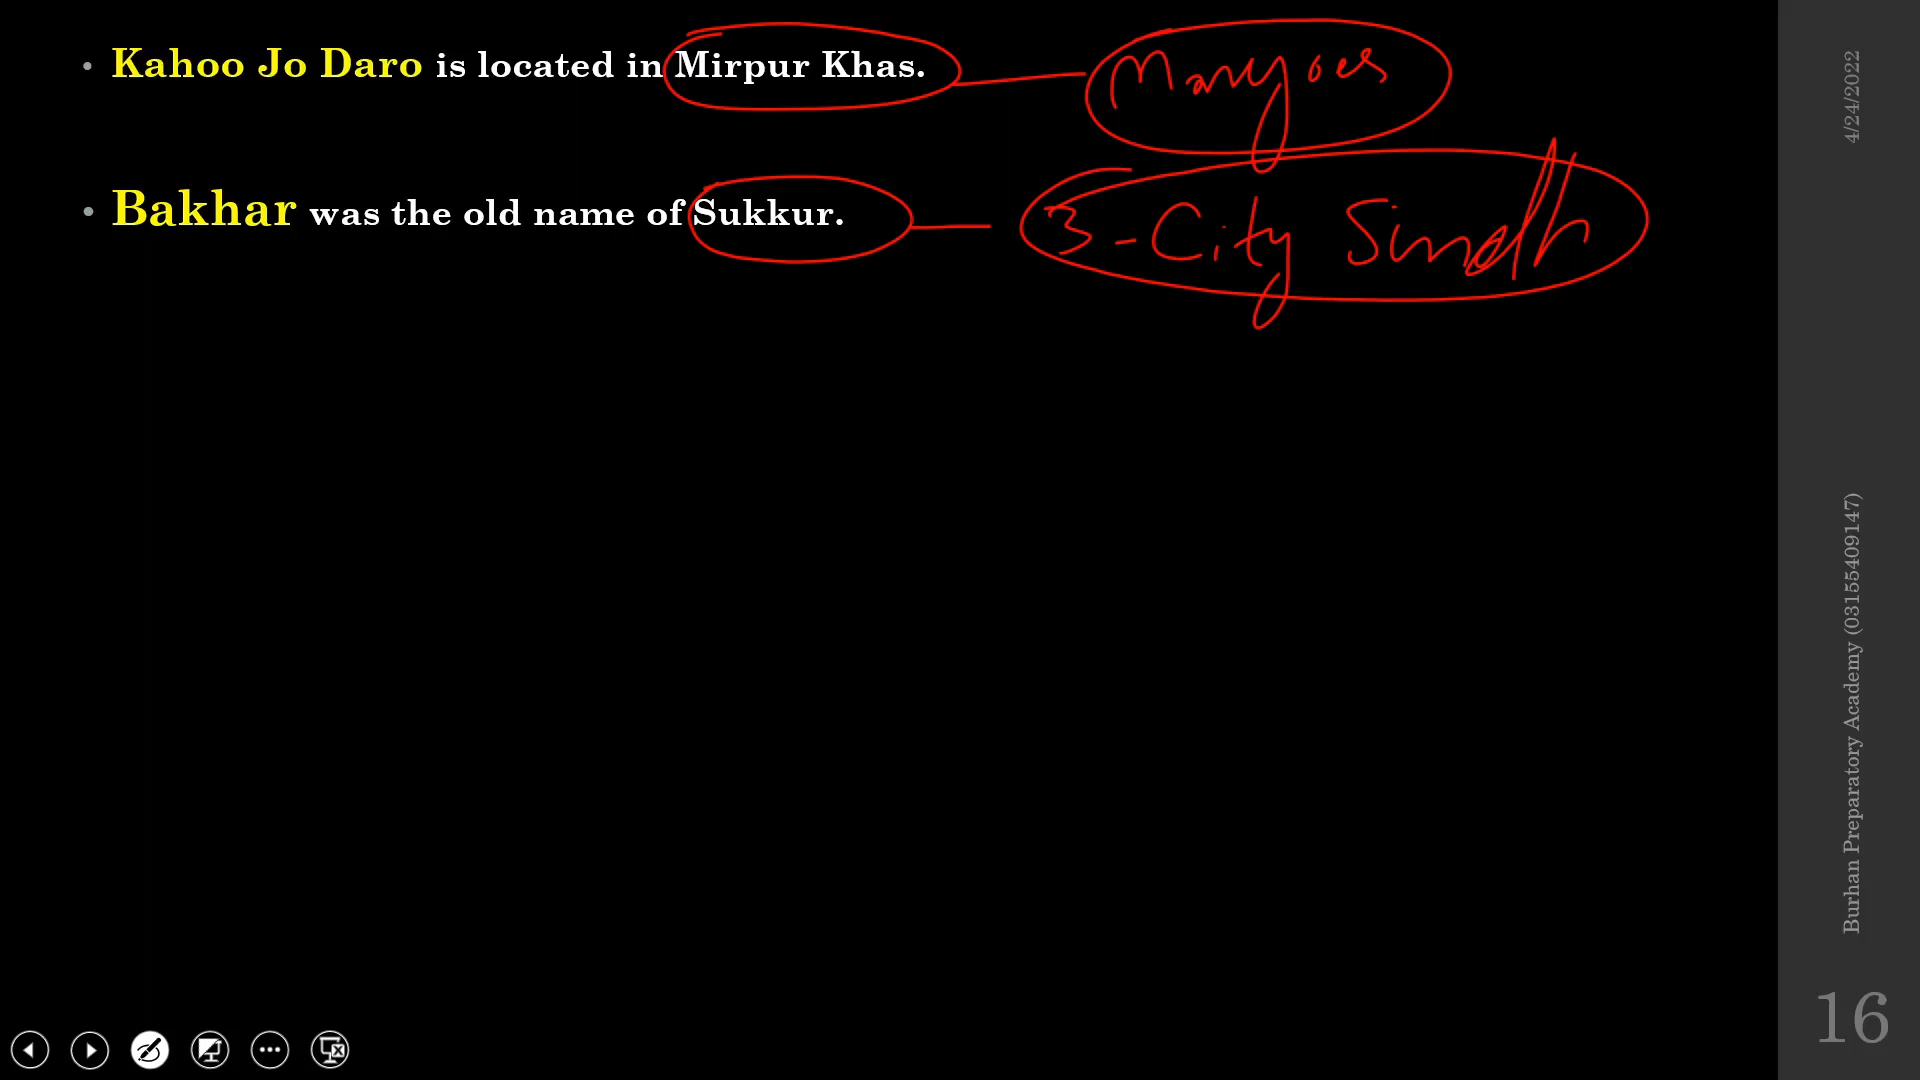 • Kahoo Jo Daro is located in Mirpur Khas. Mangoes
• Bakhar was the old name of Sukkur. 3-City Sindh
4/24/2022
Burhan Preparatory Academy (03155409147)
16